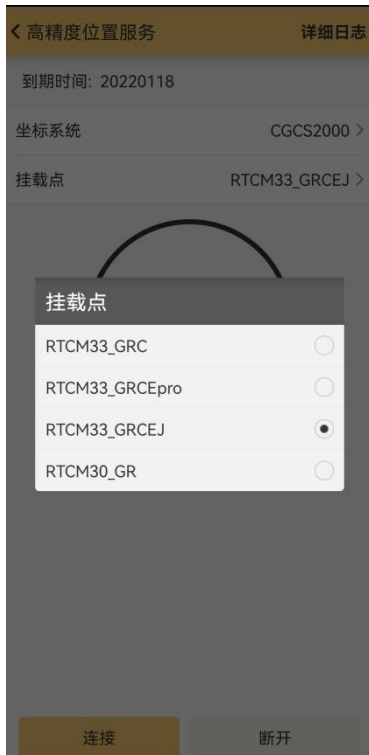 高精度位置服务 详细日志
到期时间: 20220118
坐标系统 CGCS2000 >
挂载点 RTCM33_GRCEJ >
挂载点
RTCM33_GRC
RTCM33_GRCEpro
RTCM33_GRCEJ
RTCM30_GR
连接 断开